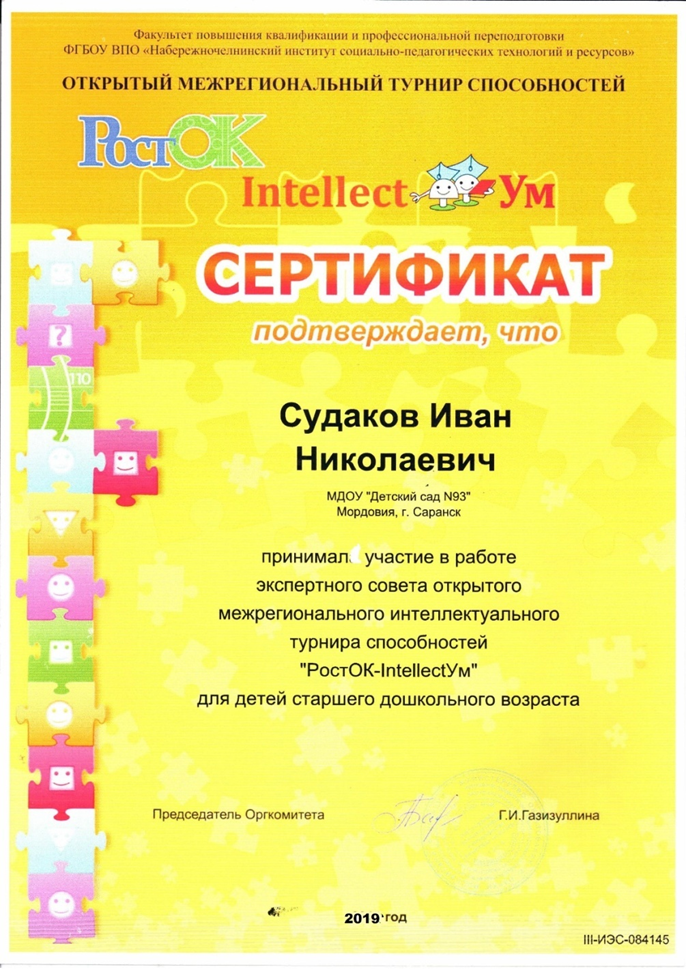 Факультет повышения квалификации и профессиональной переподготовки
ФГБОУ ВПО «Набережночелнинский институт социально-педагогических технологий и ресурсов»
ОТКРЫТЫЙ МЕЖРЕГИОНАЛЬНЫЙ ТУРНИР СПОСОБНОСТЕЙ
РостОК
Intellect Ум
СЕРТИФИКАТ
подтверждает, что
Судаков Иван
Николаевич
МДОУ "Детский сад N93"
Мордовия, г. Саранск
принимал участие в работе
экспертного совета открытого
межрегионального интеллектуального
турнира способностей
"РостОК-IntellectУм"
для детей старшего дошкольного возраста
Председатель Оргкомитета Г.И.Газизуллина
2019 год
III-ИЭС-084145
?
110